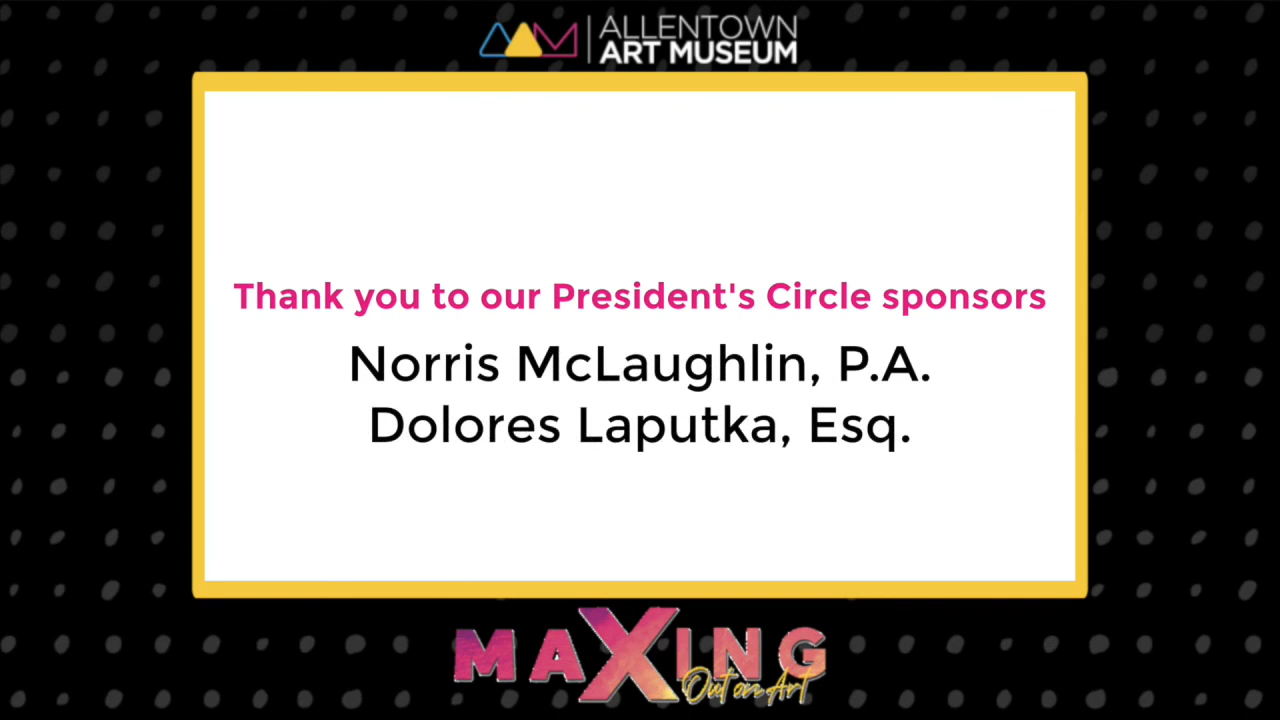 ALLENTOWN
ART MUSEUM
Thank you to our President's Circle sponsors
Norris McLaughlin, P.A.
Dolores Laputka, Esq.
MAXING
Out on Art